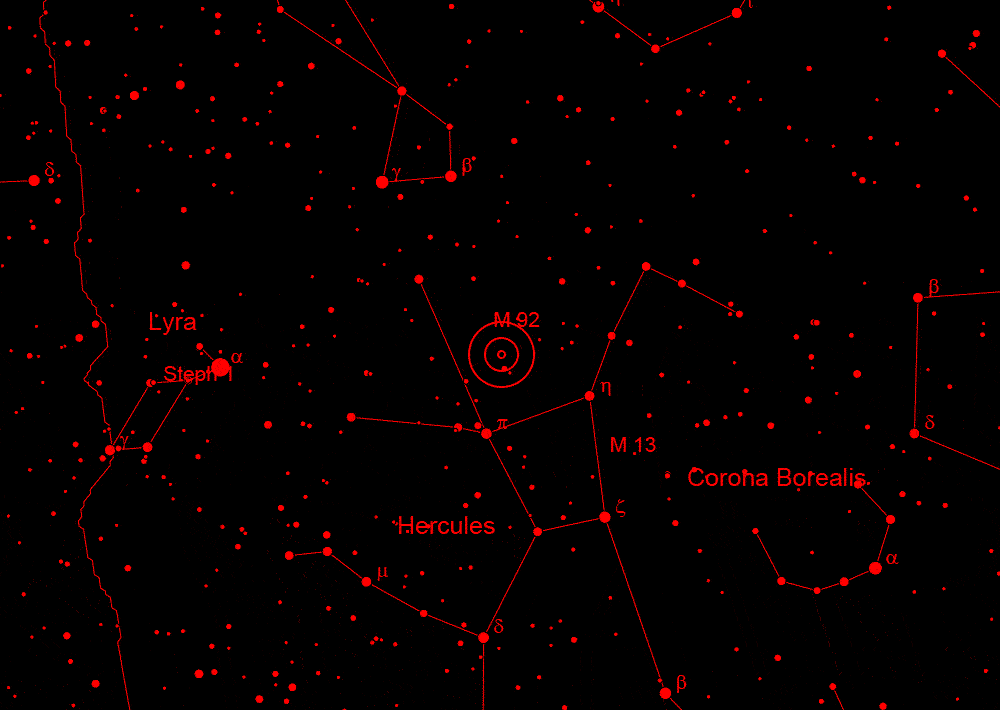 δ
γ
β
β
Lyra
M 92
α
Steph 1
η
π
δ
γ
M 13
Corona Borealis
ζ
Hercules
α
μ
δ
β